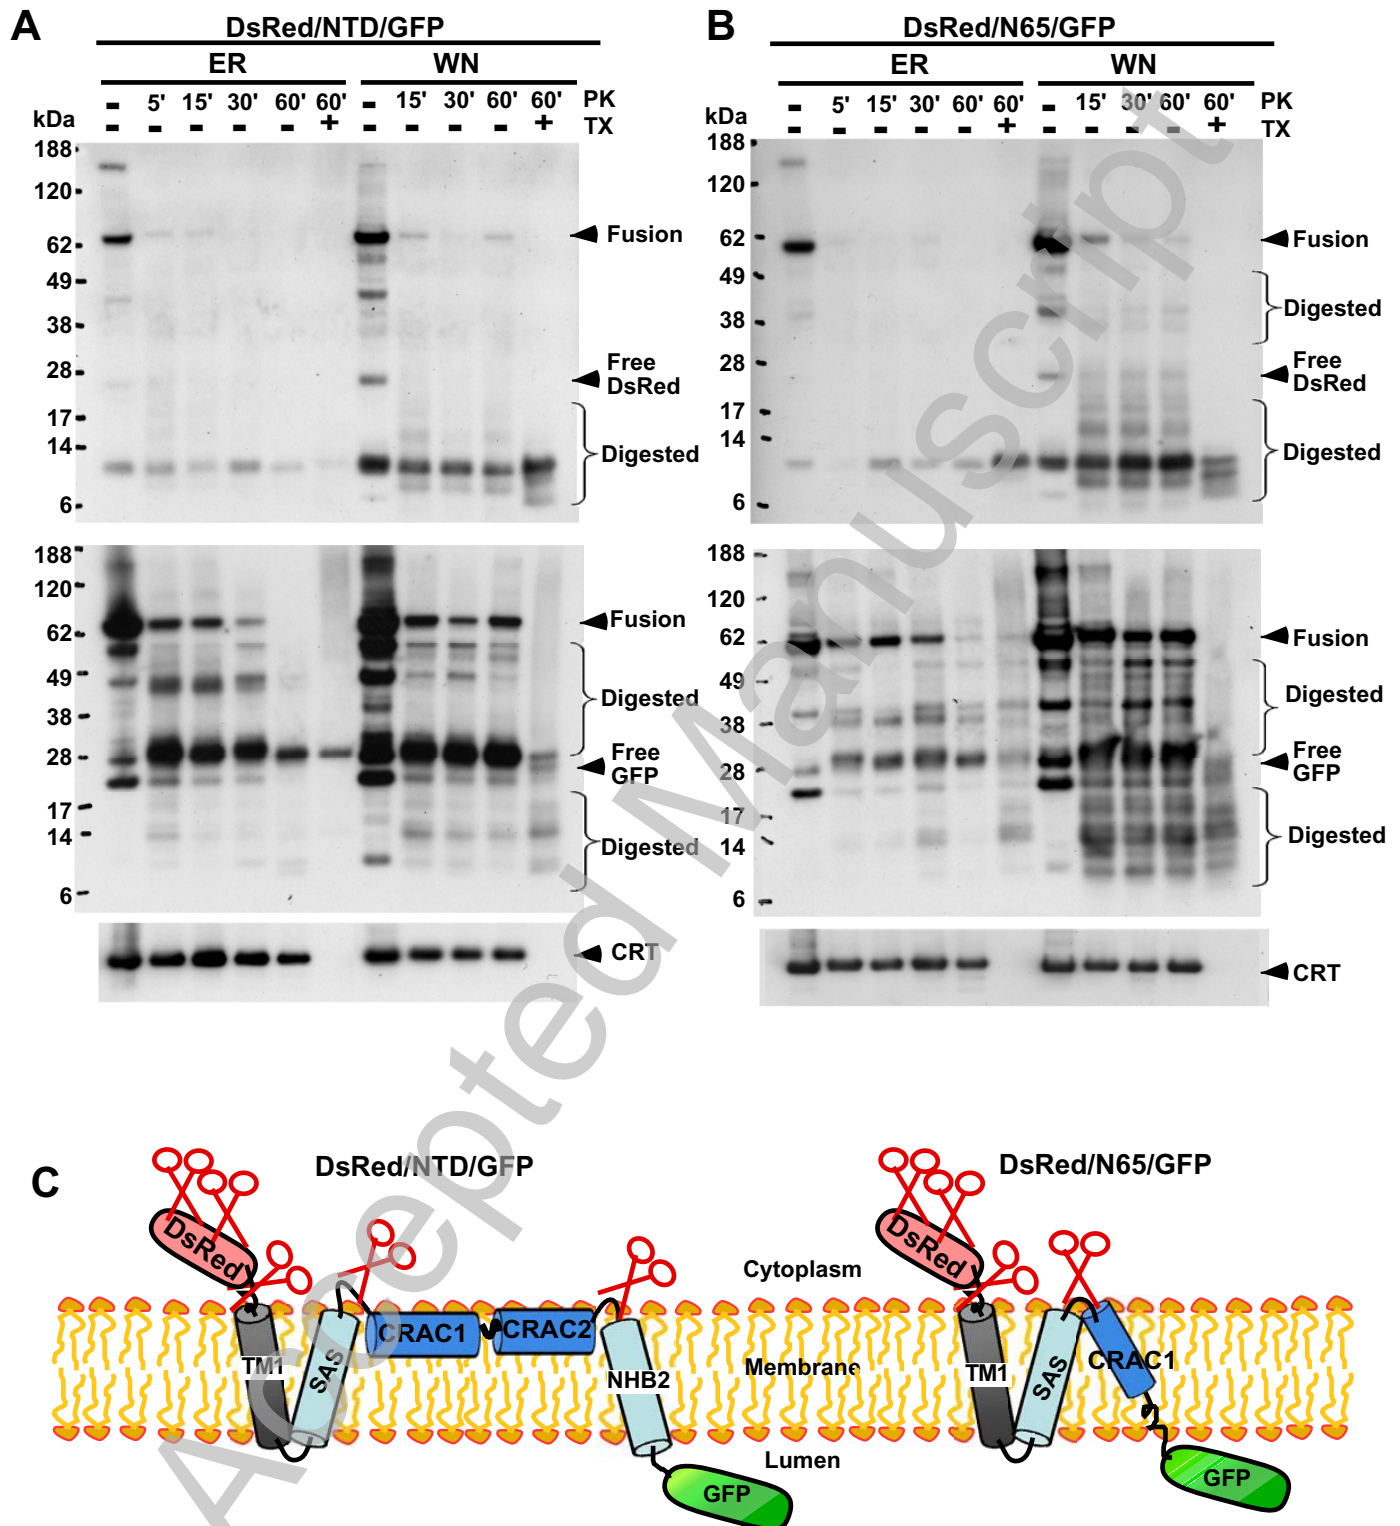 A
DsRed/NTD/GFP
ER WN
- 5' 15' 30' 60' 60' - 15' 30' 60' 60' PK
- - - - - + - - - - + TX
kDa
188
120
62
49
38
28
17
14
6
Fusion
Free
DsRed
Digested
188
120
62
49
38
28
17
14
6
Fusion
Digested
Free
GFP
Digested
CRT
B
DsRed/N65/GFP
ER WN
- 5' 15' 30' 60' 60' - 15' 30' 60' 60' PK
- - - - - + - - - - + TX
kDa
188
120
62
49
38
28
17
14
6
Fusion
Digested
Free
DsRed
Digested
188
120
62
49
38
28
17
14
6
Fusion
Digested
Free
GFP
Digested
CRT
C
DsRed/NTD/GFP
DsRed
TM1
SAS
CRAC1
CRAC2
NHB2
GFP
Cytoplasm
Membrane
Lumen
DsRed/N65/GFP
DsRed
TM1
SAS
CRAC1
GFP
Accepted Manuscript